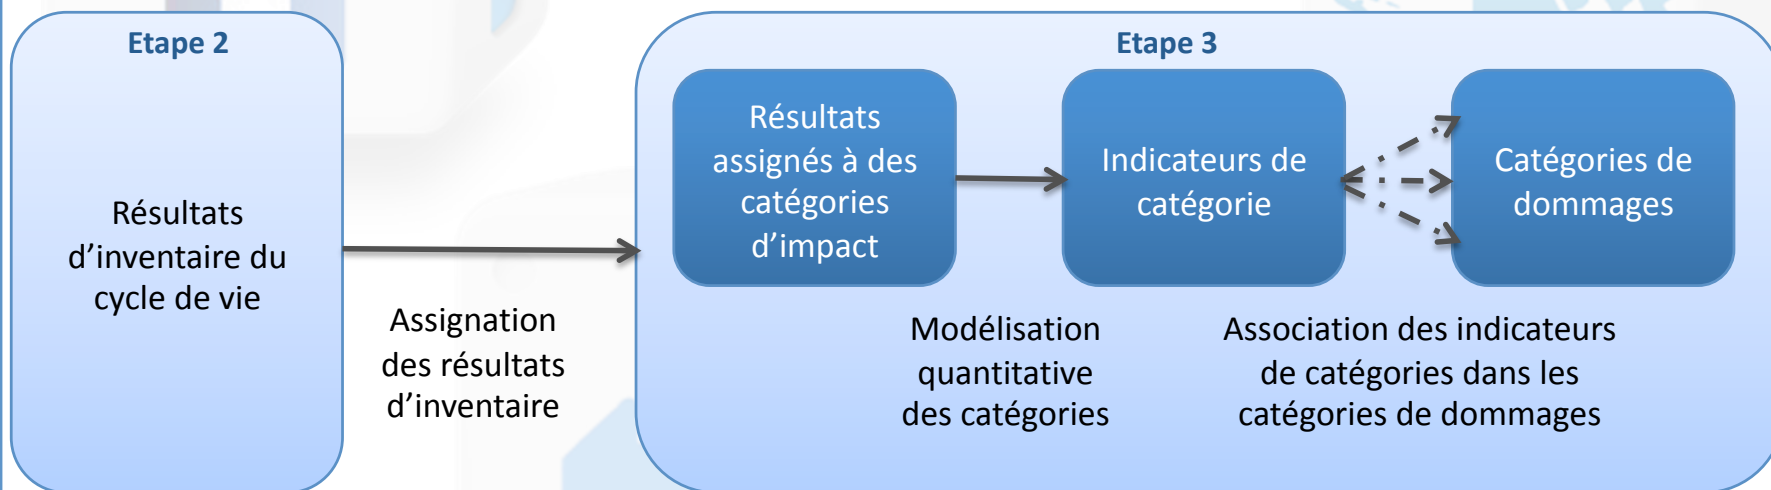 Etape 2
Résultats
d’inventaire du
cycle de vie
Assignation
des résultats
d’inventaire
Etape 3
Résultats
assignés à des
catégories
d’impact
Indicateurs de
catégorie
Catégories de
dommages
Modélisation
quantitative
des catégories
Association des indicateurs
de catégories dans les
catégories de dommages